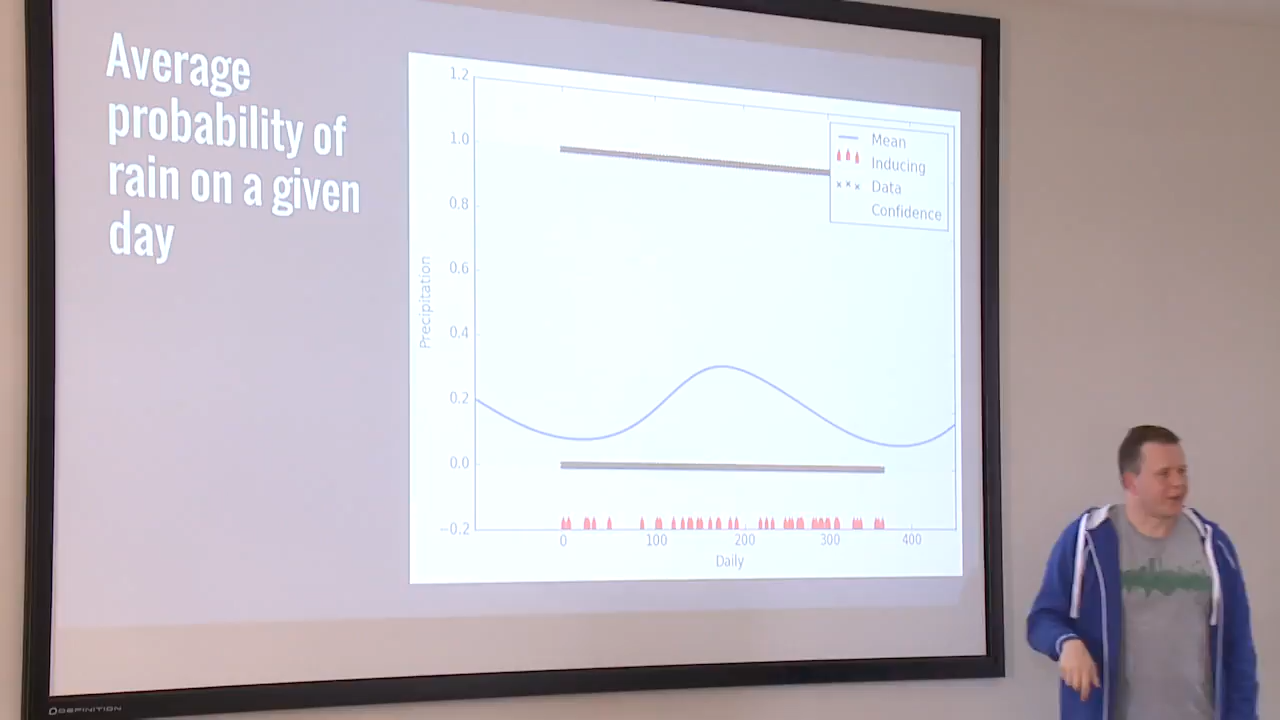 Average
probability of
rain on a given
day
1.2
1.0
0.8
0.6
0.4
0.2
0.0
−0.2
Precipitation
0
100
200
300
400
Daily
Mean
Inducing
Data
Confidence
DEFINITION